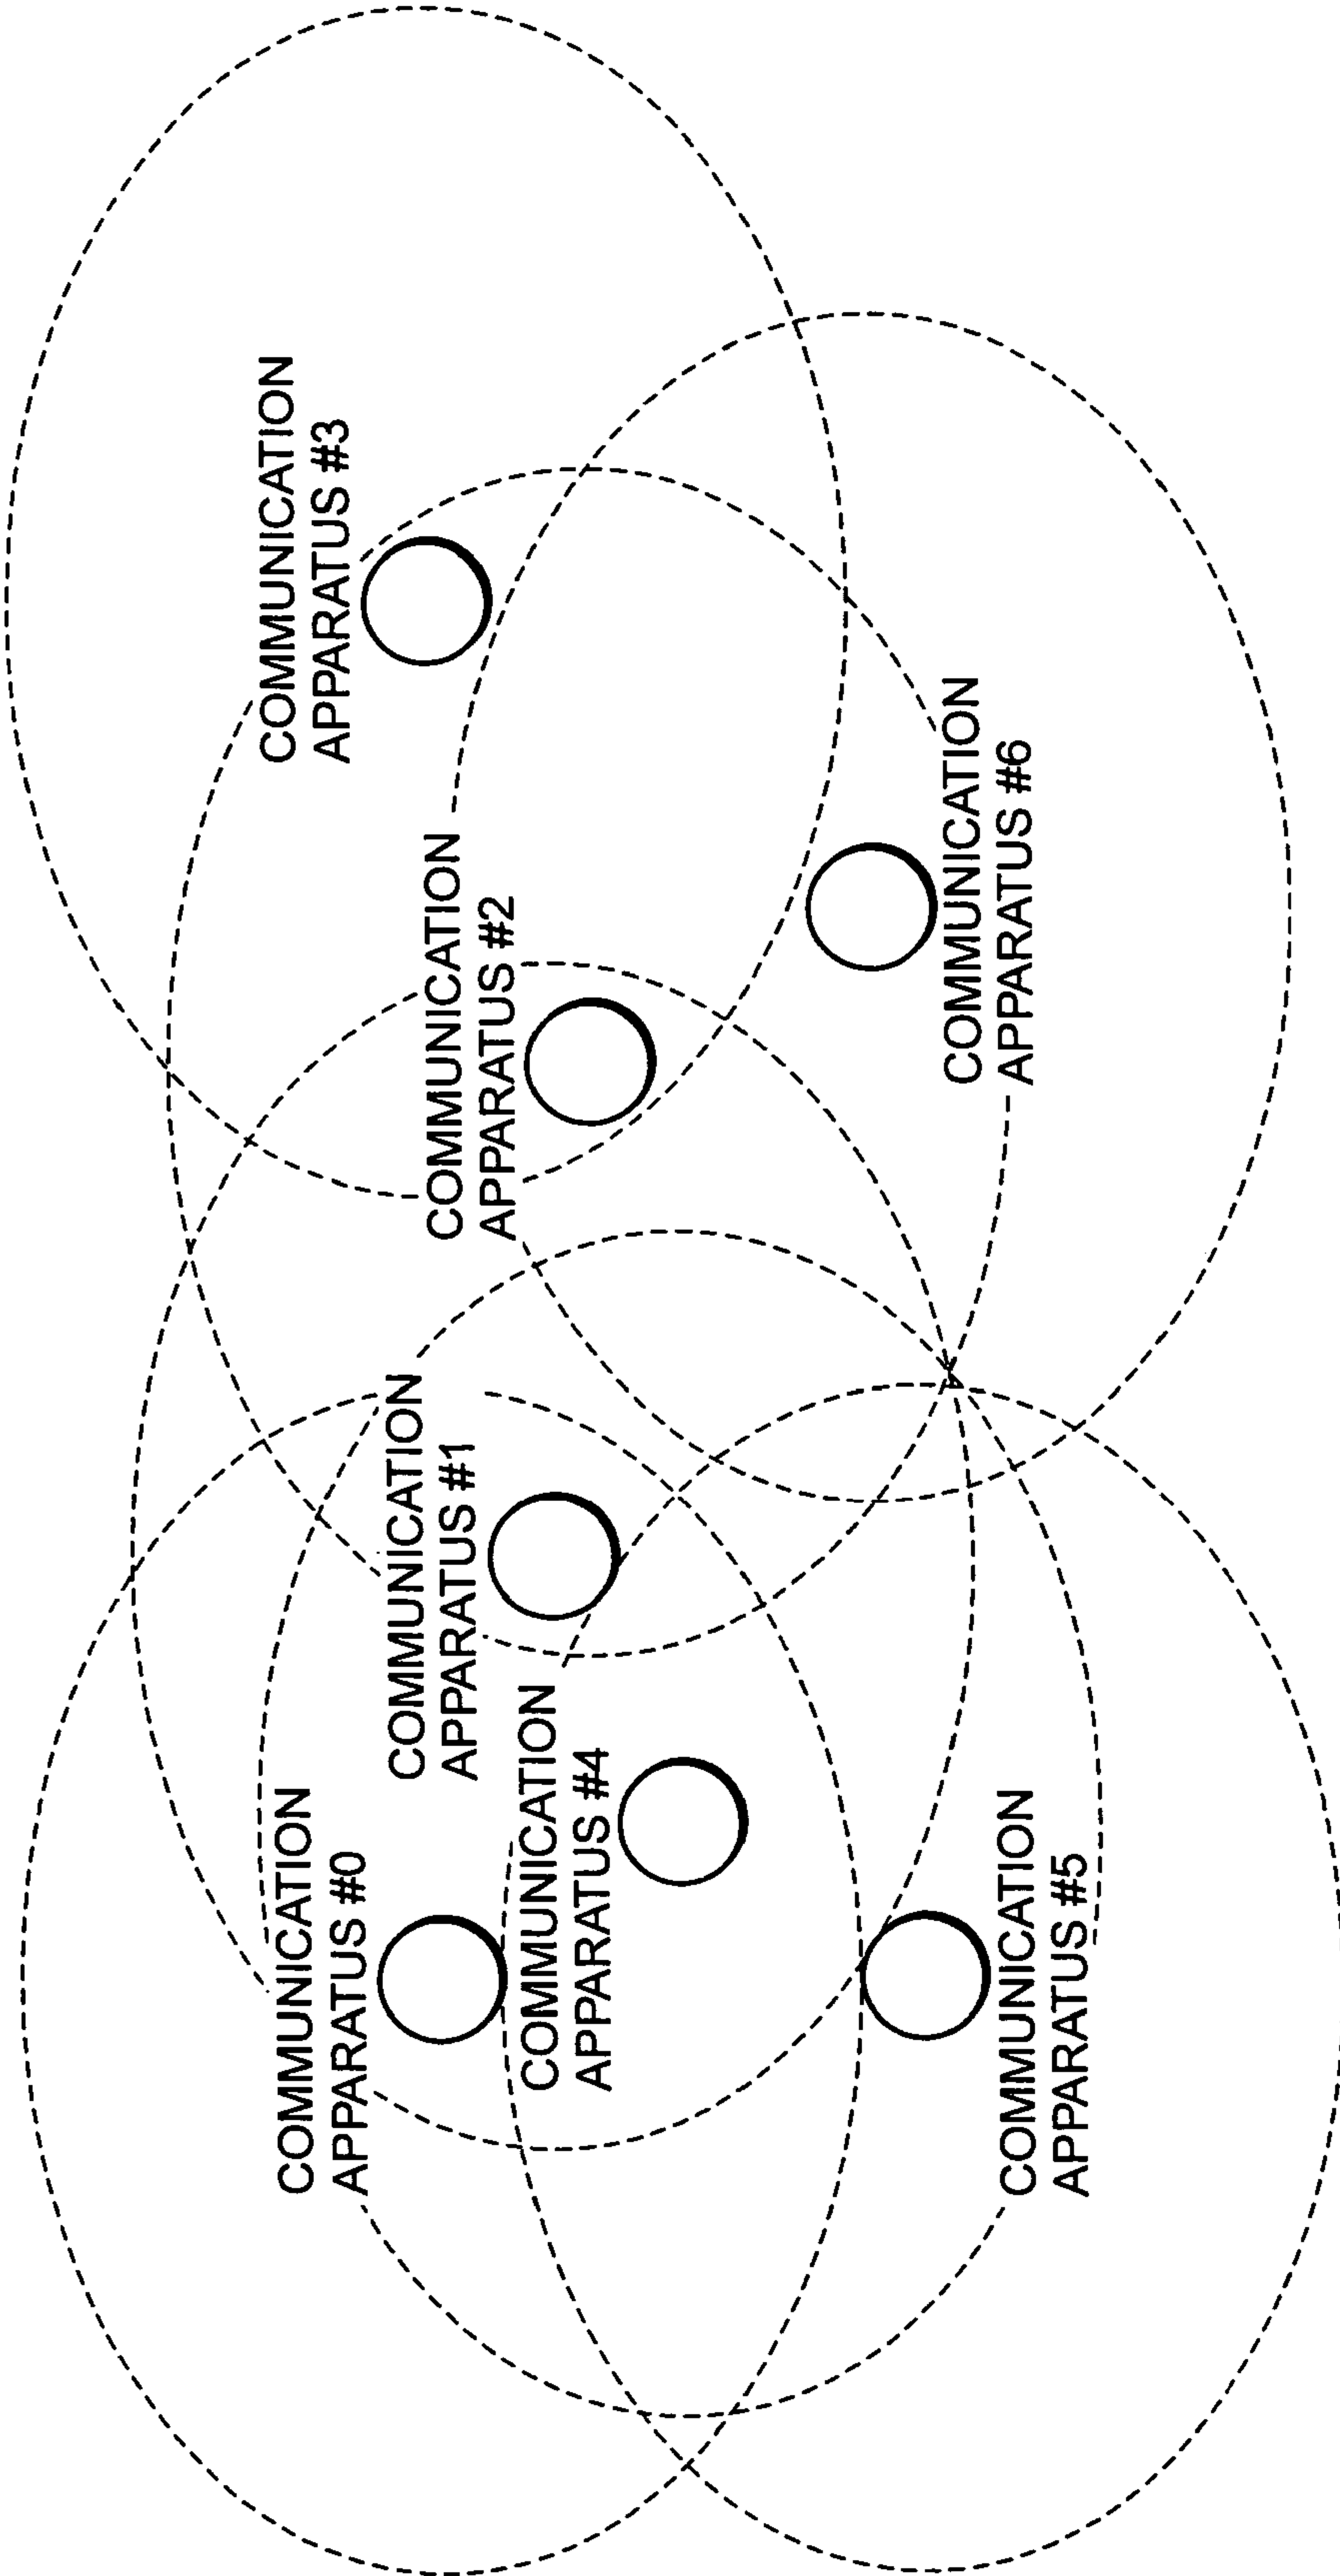 COMMUNICATION
APPARATUS #0
COMMUNICATION
APPARATUS #1
COMMUNICATION
APPARATUS #2
COMMUNICATION
APPARATUS #3
COMMUNICATION
APPARATUS #4
COMMUNICATION
APPARATUS #5
COMMUNICATION
APPARATUS #6